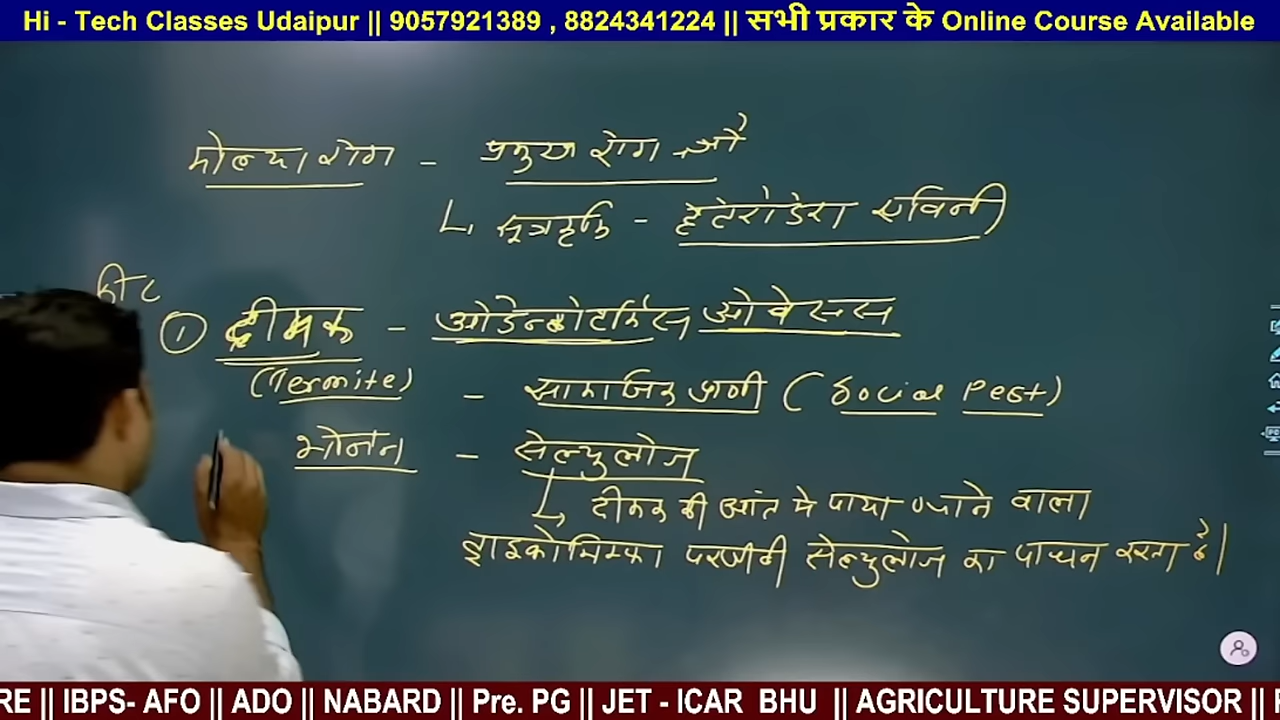 Hi - Tech Classes Udaipur || 9057921389 , 8824341224 || सभी प्रकार के Online Course Available
मोल्या रोग - प्रमुख रोग → जौ
↳ सूत्रकृमि - हेटेरोडेरा एविनी
कीट
① दीमक - ओडेन्टोटर्मिस ओबेसस
(Termite) - सामाजिक प्राणी ( Social Pest )
भोजन - सेल्युलोज
↳ दीमक की आंत मे पाया जाने वाला
ट्राइकोनिम्फा परजीवी सेल्युलोज का पाचन करता है।
RE || IBPS- AFO || ADO || NABARD || Pre. PG || JET - ICAR BHU || AGRICULTURE SUPERVISOR ||